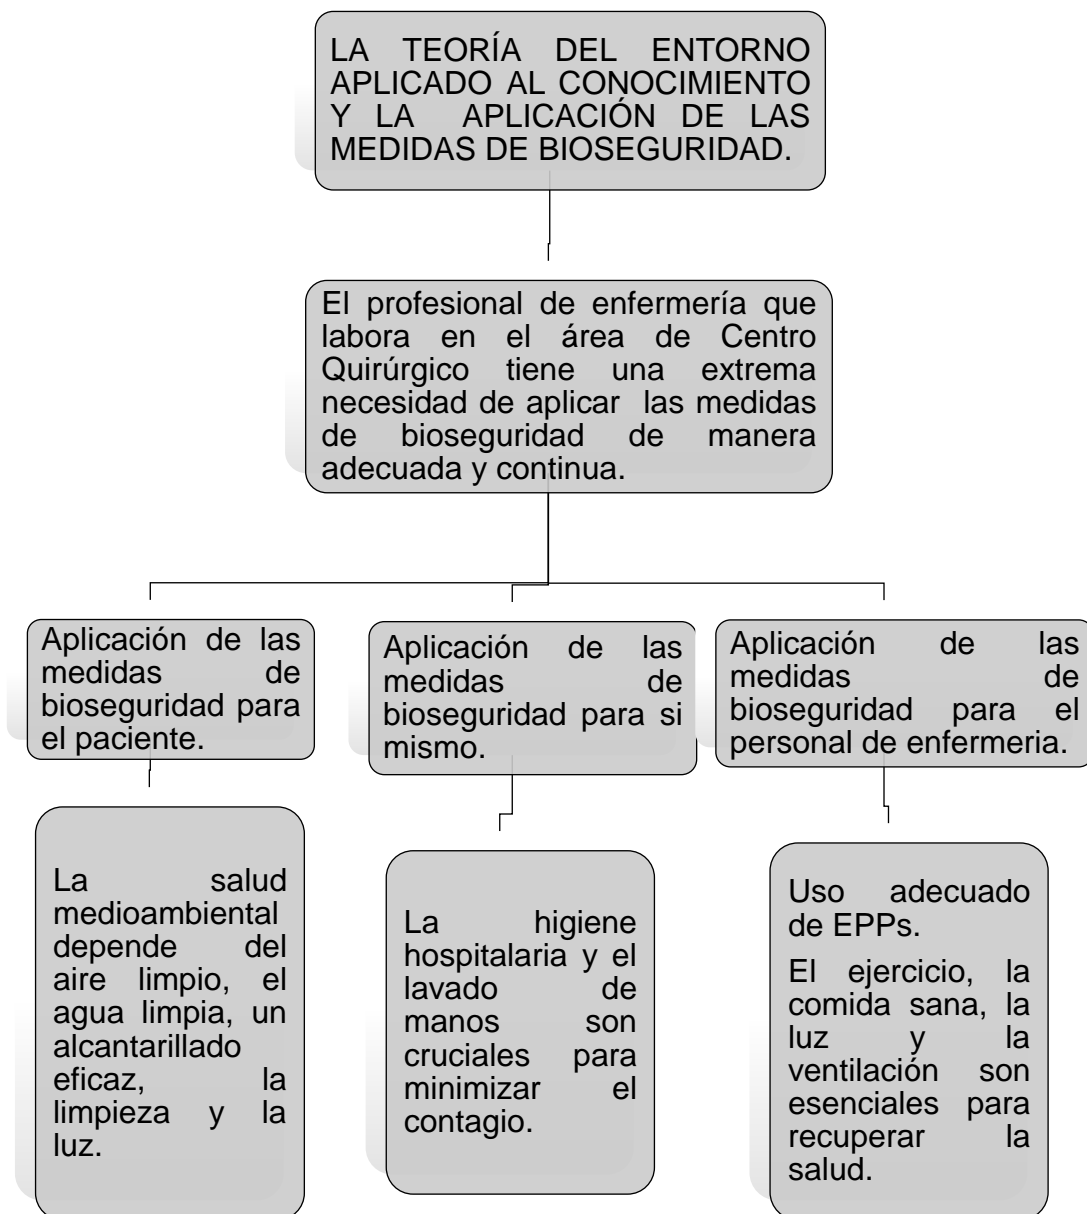 LA TEORÍA DEL ENTORNO
APLICADO AL CONOCIMIENTO
Y LA APLICACIÓN DE LAS
MEDIDAS DE BIOSEGURIDAD.
El profesional de enfermería que
labora en el área de Centro
Quirúrgico tiene una extrema
necesidad de aplicar las medidas
de bioseguridad de manera
adecuada y continua.
Aplicación de las
medidas de
bioseguridad para
el paciente.
Aplicación de las
medidas de
bioseguridad para si
mismo.
Aplicación de las
medidas de
bioseguridad para el
personal de enfermeria.
La salud
medioambiental
depende del
aire limpio, el
agua limpia, un
alcantarillado
eficaz, la
limpieza y la
luz.
La higiene
hospitalaria y el
lavado de
manos son
cruciales para
minimizar el
contagio.
Uso adecuado
de EPPs.
El ejercicio, la
comida sana, la
luz y la
ventilación son
esenciales para
recuperar la
salud.